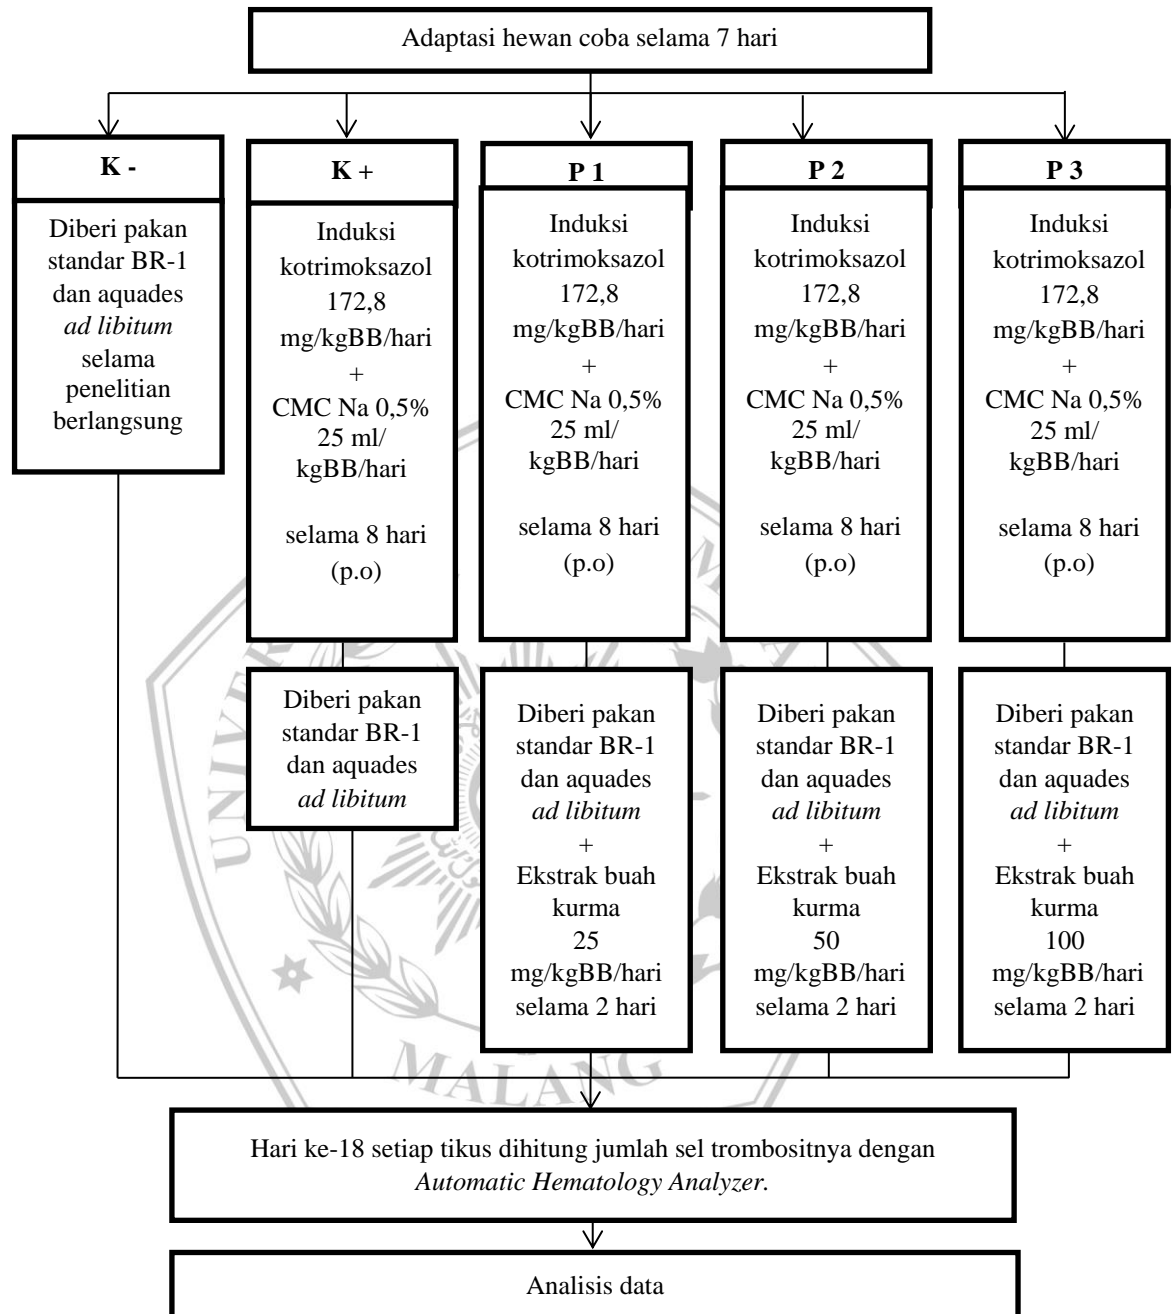 Adaptasi hewan coba selama 7 hari
K -
Diberi pakan
standar BR-1
dan aquades
ad libitum
selama
penelitian
berlangsung
K +
Induksi
kotrimoksazol
172,8
mg/kgBB/hari
+
CMC Na 0,5%
25 ml/
kgBB/hari
selama 8 hari
(p.o)
Diberi pakan
standar BR-1
dan aquades
ad libitum
P 1
Induksi
kotrimoksazol
172,8
mg/kgBB/hari
+
CMC Na 0,5%
25 ml/
kgBB/hari
selama 8 hari
(p.o)
Diberi pakan
standar BR-1
dan aquades
ad libitum
+
Ekstrak buah
kurma
25
mg/kgBB/hari
selama 2 hari
P 2
Induksi
kotrimoksazol
172,8
mg/kgBB/hari
+
CMC Na 0,5%
25 ml/
kgBB/hari
selama 8 hari
(p.o)
Diberi pakan
standar BR-1
dan aquades
ad libitum
+
Ekstrak buah
kurma
50
mg/kgBB/hari
selama 2 hari
P 3
Induksi
kotrimoksazol
172,8
mg/kgBB/hari
+
CMC Na 0,5%
25 ml/
kgBB/hari
selama 8 hari
(p.o)
Diberi pakan
standar BR-1
dan aquades
ad libitum
+
Ekstrak buah
kurma
100
mg/kgBB/hari
selama 2 hari
MALANG
Hari ke-18 setiap tikus dihitung jumlah sel trombositnya dengan
Automatic Hematology Analyzer.
Analisis data